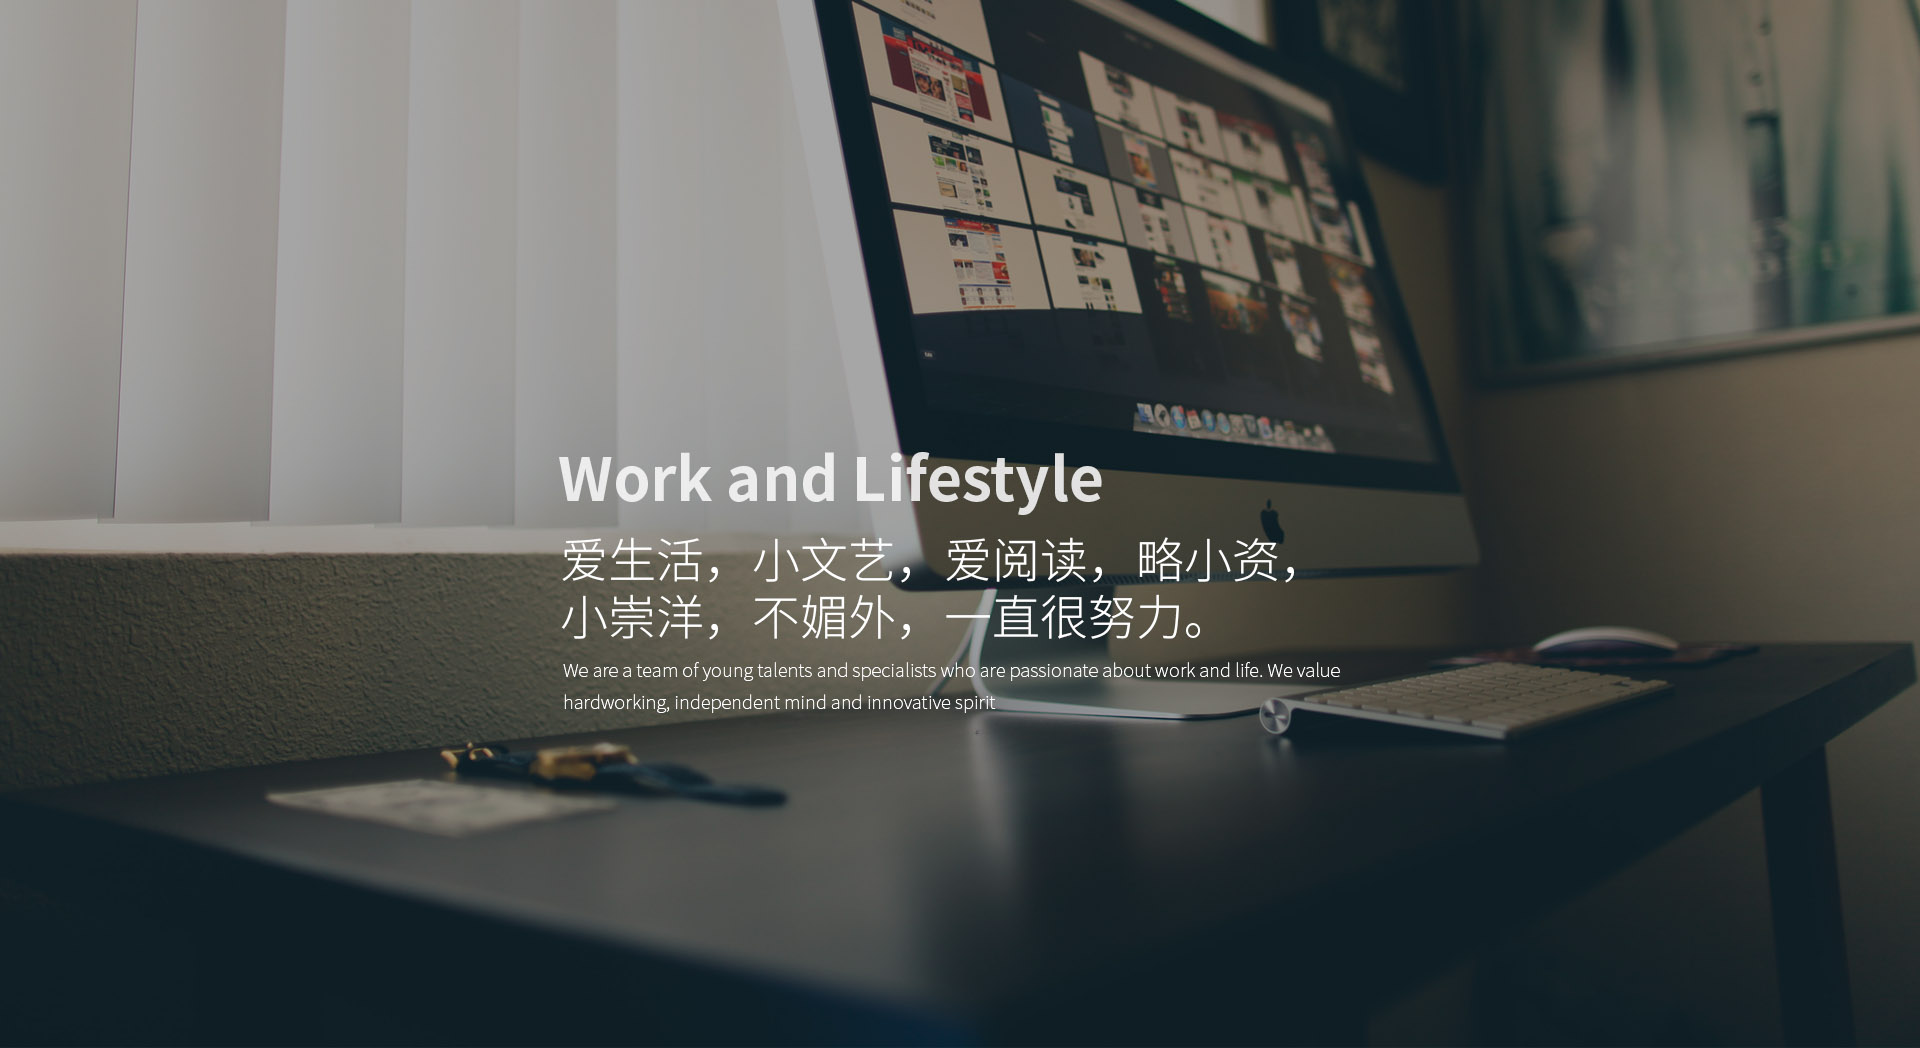 Work and Lifestyle
爱生活，小文艺，爱阅读，略小资，
小崇洋，不媚外，一直很努力。
We are a team of young talents and specialists who are passionate about work and life. We value
hardworking, independent mind and innovative spirit